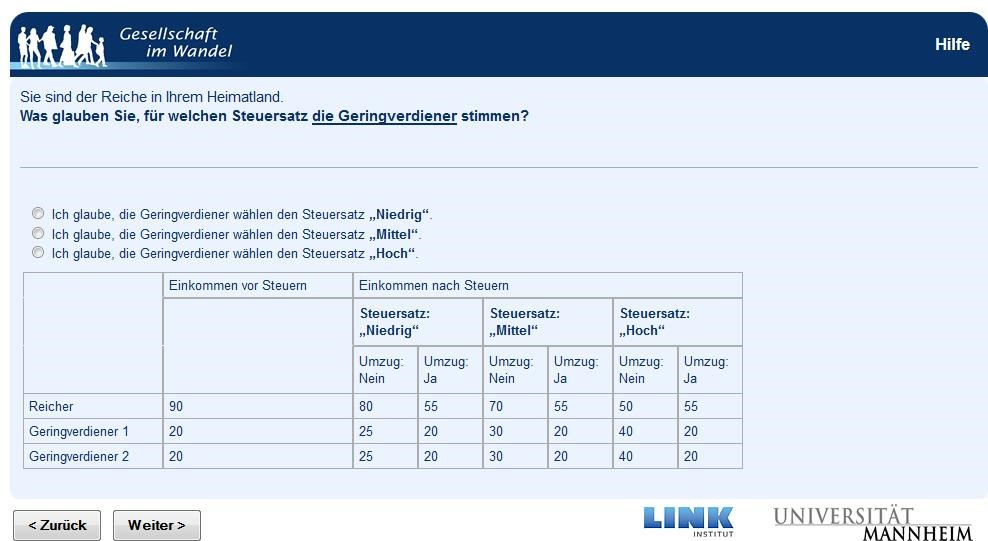 Gesellschaft
im Wandel
Hilfe
Sie sind der Reiche in Ihrem Heimatland.
Was glauben Sie, für welchen Steuersatz die Geringverdiener stimmen?
Ich glaube, die Geringverdiener wählen den Steuersatz „Niedrig“.
Ich glaube, die Geringverdiener wählen den Steuersatz „Mittel“.
Ich glaube, die Geringverdiener wählen den Steuersatz „Hoch“.
Einkommen vor Steuern Einkommen nach Steuern
Steuersatz: Steuersatz: Steuersatz:
„Niedrig“ „Mittel“ „Hoch“
Umzug: Umzug: Umzug: Umzug: Umzug: Umzug:
Nein Ja Nein Ja Nein Ja
Reicher 90 80 55 70 55 50 55
Geringverdiener 1 20 25 20 30 20 40 20
Geringverdiener 2 20 25 20 30 20 40 20
< Zurück Weiter >
LINK
INSTITUT
UNIVERSITÄT
MANNHEIM